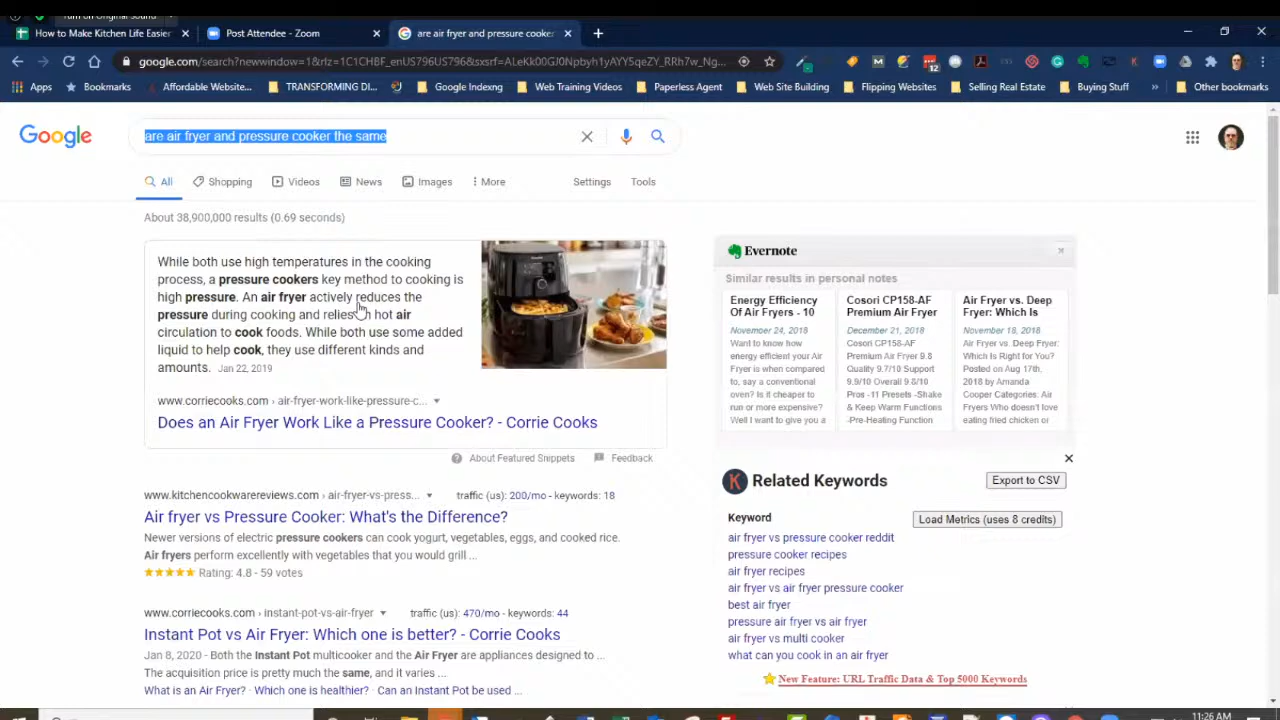 Turn on Original Sound
How to Make Kitchen Life Easier
Post Attendee - Zoom
are air fryer and pressure cooker
google.com/search?newwindow=1&rlz=1C1CHBF_enUS796US796&sxsrf=ALeKk00GJ0Npbyh1yAYY5qeZY_RRh7w_Ng...
12
Apps
Bookmarks
Affordable Website...
TRANSFORMING DI...
Google Indexng
Web Training Videos
Paperless Agent
Web Site Building
Flipping Websites
Selling Real Estate
Buying Stuff
Other bookmarks
Google
are air fryer and pressure cooker the same
All
Shopping
Videos
News
Images
More
Settings
Tools
About 38,900,000 results (0.69 seconds)
While both use high temperatures in the cooking
process, a pressure cookers key method to cooking is
high pressure. An air fryer actively reduces the
pressure during cooking and relies on hot air
circulation to cook foods. While both use some added
liquid to help cook, they use different kinds and
amounts. Jan 22, 2019
www.corriecooks.com › air-fryer-work-like-pressure-c...
Does an Air Fryer Work Like a Pressure Cooker? - Corrie Cooks
About Featured Snippets
Feedback
www.kitchencookwarereviews.com › air-fryer-vs-press...
traffic (us): 200/mo - keywords: 18
Air fryer vs Pressure Cooker: What's the Difference?
Newer versions of electric pressure cookers can cook yogurt, vegetables, eggs, and cooked rice.
Air fryers perform excellently with vegetables that you would grill ...
Rating: 4.8 - 59 votes
www.corriecooks.com › instant-pot-vs-air-fryer
traffic (us): 470/mo - keywords: 44
Instant Pot vs Air Fryer: Which one is better? - Corrie Cooks
Jan 8, 2020 - Both the Instant Pot multicooker and the Air Fryer are appliances designed to ...
The acquisition price is pretty much the same, and it varies ...
What is an Air Fryer? · Which one is healthier? · Can an Instant Pot be used ...
Evernote
Similar results in personal notes
Energy Efficiency
Of Air Fryers - 10
November 24, 2018
Want to know how
energy efficient your Air
Fryer is when compared
to, say a conventional
oven? Is it cheaper to
run or more expensive?
Well I want to give you a
Cosori CP158-AF
Premium Air Fryer
December 21, 2018
Cosori CP158-AF
Premium Air Fryer 9.8
Quality 9.7/10 Support
9.9/10 Overall 9.8/10
Pros -11 Presets -Shake
& Keep Warm Functions
-Pre-Heating Function
Air Fryer vs. Deep
Fryer: Which Is
November 18, 2018
Air Fryer vs. Deep Fryer:
Which Is Right for You?
Posted on Aug 17th,
2018 by Amanda
Cooper Categories: Air
Fryers Who doesn't love
eating fried chicken or
K
Related Keywords
Export to CSV
Keyword
Load Metrics (uses 8 credits)
air fryer vs pressure cooker reddit
pressure cooker recipes
air fryer recipes
air fryer vs air fryer pressure cooker
best air fryer
pressure air fryer vs air fryer
air fryer vs multi cooker
what can you cook in an air fryer
New Feature: URL Traffic Data & Top 5000 Keywords
11:26 AM